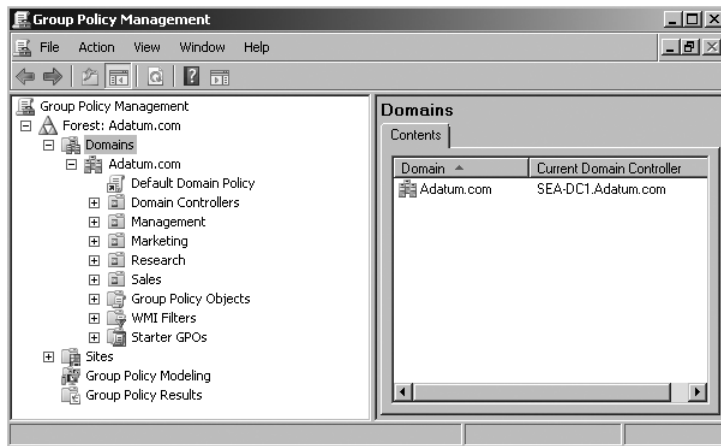 Group Policy Management
File Action View Window Help
Group Policy Management
Forest: Adatum.com
Domains
Adatum.com
Default Domain Policy
Domain Controllers
Management
Marketing
Research
Sales
Group Policy Objects
WMI Filters
Starter GPOs
Sites
Group Policy Modeling
Group Policy Results
Domains
Contents
Domain Current Domain Controller
Adatum.com SEA-DC1.Adatum.com